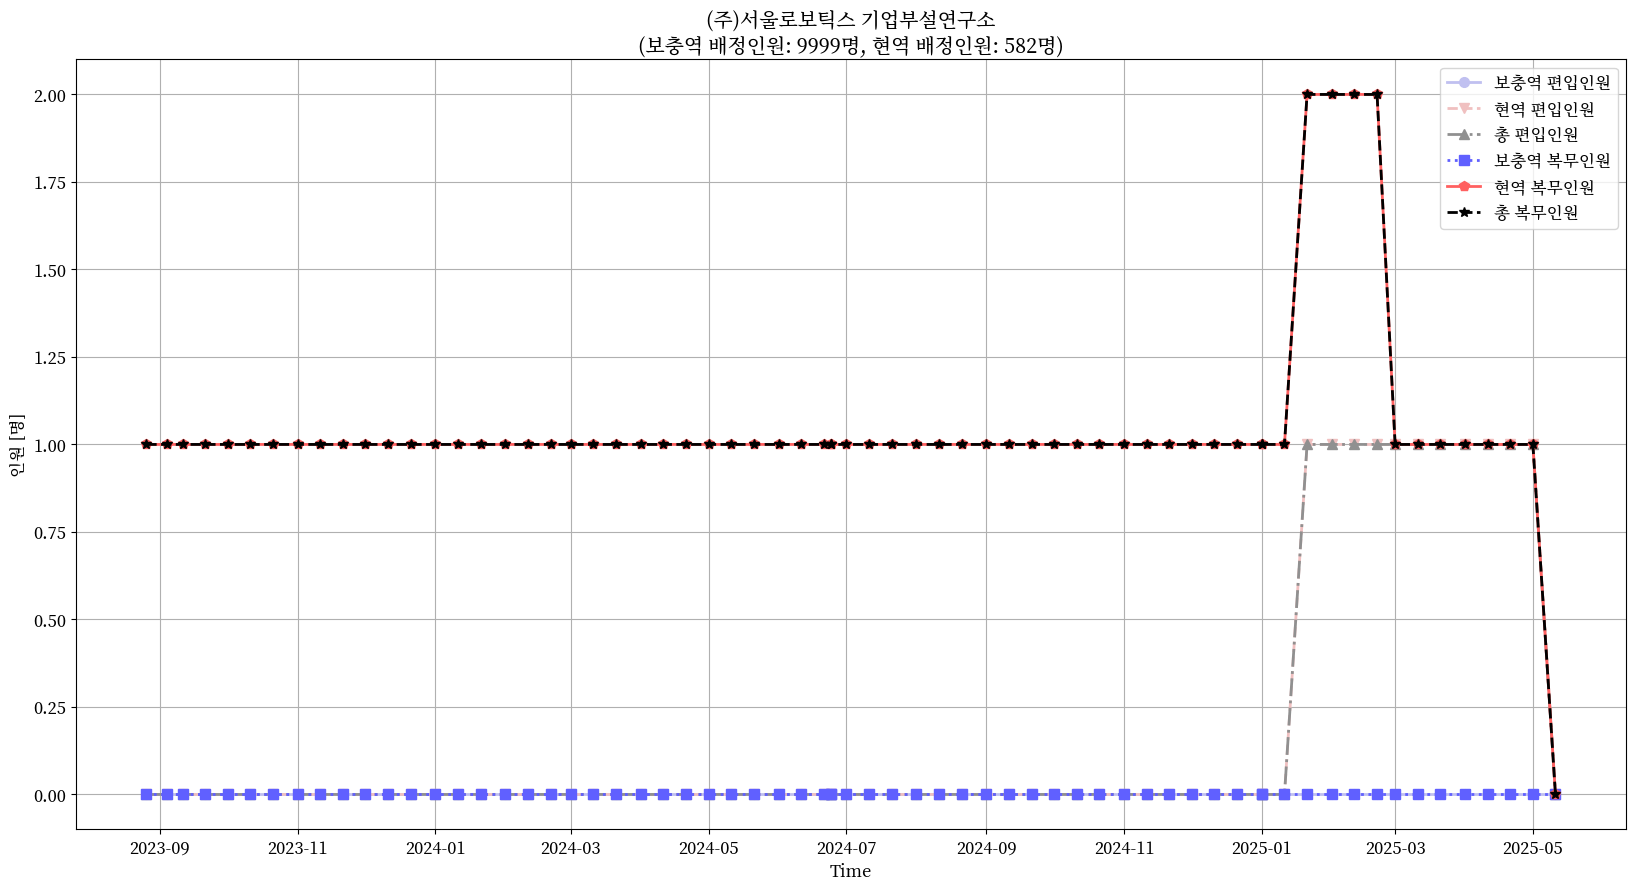 (주)서울로보틱스 기업부설연구소
(보충역 배정인원: 9999명, 현역 배정인원: 582명)
보충역 편입인원
현역 편입인원
총 편입인원
보충역 복무인원
현역 복무인원
총 복무인원
2.00
1.75
1.50
1.25
1.00
0.75
0.50
0.25
0.00
인원 [명]
2023-09
2023-11
2024-01
2024-03
2024-05
2024-07
2024-09
2024-11
2025-01
2025-03
2025-05
Time